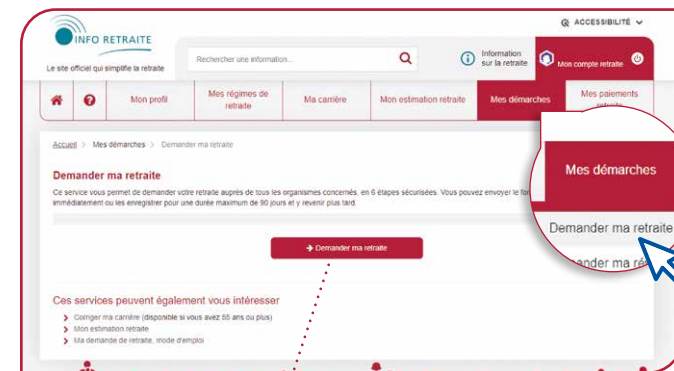 ACCESSIBILITÉ
INFO RETRAITE
Le site officiel qui simplifie la retraite
Rechercher une information...
Information
sur la retraite
Mon compte retraite
Mon profil
Mes régimes de
retraite
Ma carrière
Mon estimation retraite
Mes démarches
Mes paiements
retraite
Accueil > Mes démarches > Demander ma retraite
Demander ma retraite
Ce service vous permet de demander votre retraite auprès de tous les organismes concernés, en 6 étapes sécurisées. Vous pouvez envoyer le
immédiatement ou les enregistrer pour une durée maximum de 90 jours et y revenir plus tard.
Mes démarches
Demander ma retraite
→ Demander ma retraite
Ces services peuvent également vous intéresser
Corriger ma carrière (disponible si vous avez 55 ans ou plus)
Mon estimation retraite
Ma demande de retraite, mode d'emploi